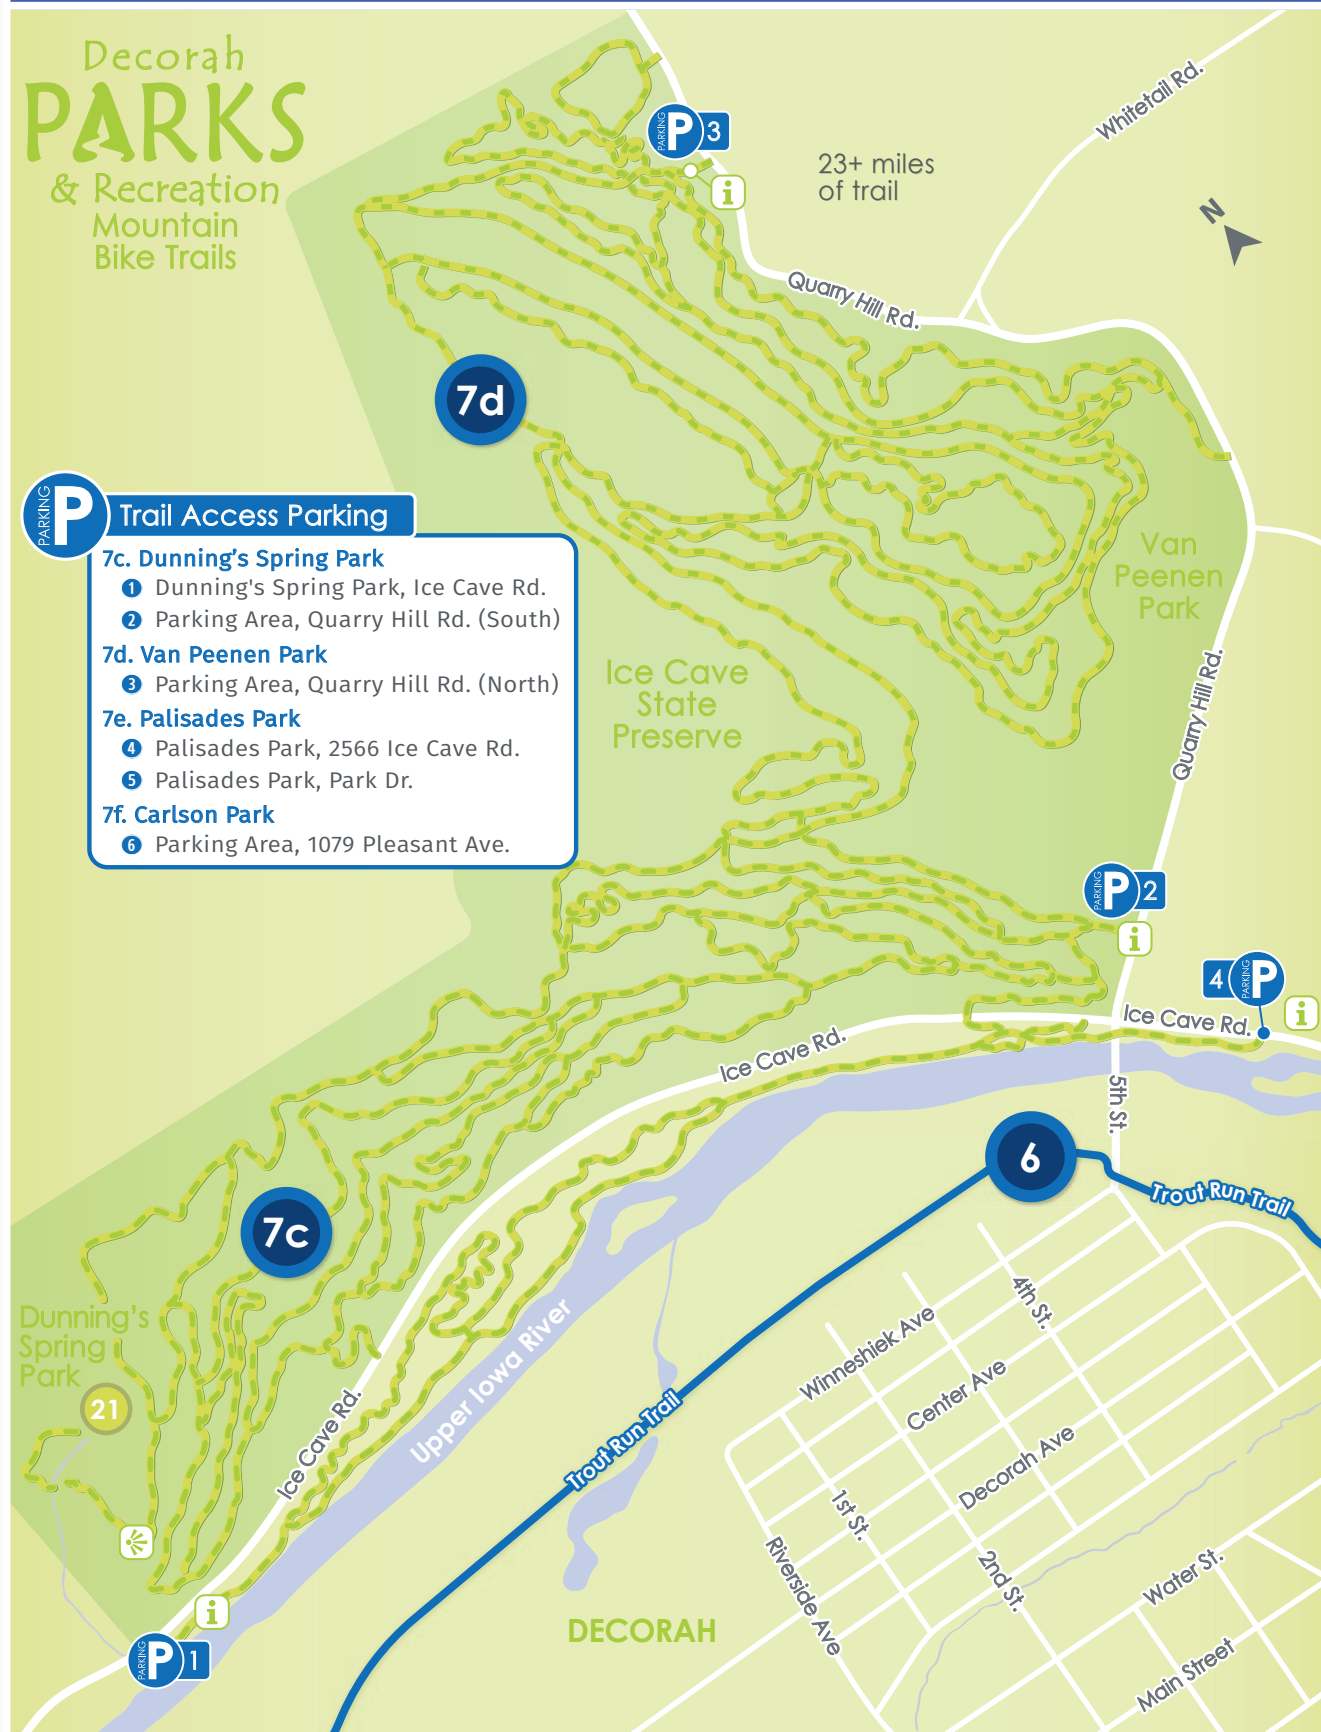 Decorah
PARKS
& Recreation
Mountain
Bike Trails
PARKING P 3
i
23+ miles
of trail
Whitetail Rd.
N
Quarry Hill Rd.
7d
PARKING P Trail Access Parking
7c. Dunning's Spring Park
1 Dunning's Spring Park, Ice Cave Rd.
2 Parking Area, Quarry Hill Rd. (South)
7d. Van Peenen Park
3 Parking Area, Quarry Hill Rd. (North)
7e. Palisades Park
4 Palisades Park, 2566 Ice Cave Rd.
5 Palisades Park, Park Dr.
7f. Carlson Park
6 Parking Area, 1079 Pleasant Ave.
Van
Peenen
Park
Ice Cave
State
Preserve
Quarry Hill Rd.
PARKING P 2
i
4 PARKING P
i
Ice Cave Rd.
Ice Cave Rd.
5th St.
6
Trout Run Trail
7c
Dunning's
Spring
Park
21
Upper Iowa River
Ice Cave Rd.
Trout Run Trail
4th St.
Winneshiek Ave
Center Ave
Decorah Ave
1st St.
2nd St.
Riverside Ave
Water St.
Main Street
DECORAH
i
PARKING P 1